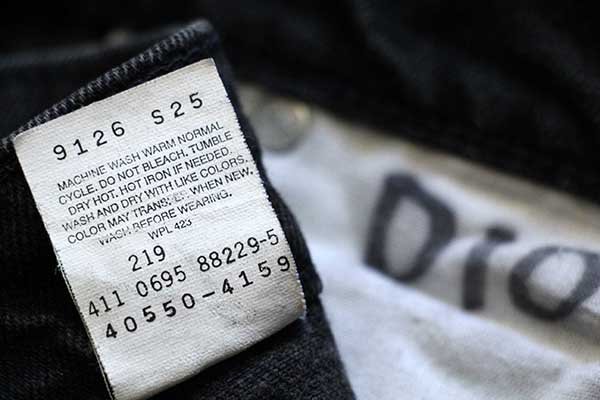 9126 S25
MACHINE WASH WARM NORMAL
CYCLE. DO NOT BLEACH. TUMBLE
DRY HOT. HOT IRON IF NEEDED.
WASH AND DRY WITH LIKE COLORS.
COLOR MAY TRANSFER WHEN NEW.
WASH BEFORE WEARING.
WPL 423
219
411 0695 88229-5
40550-4159
Dio